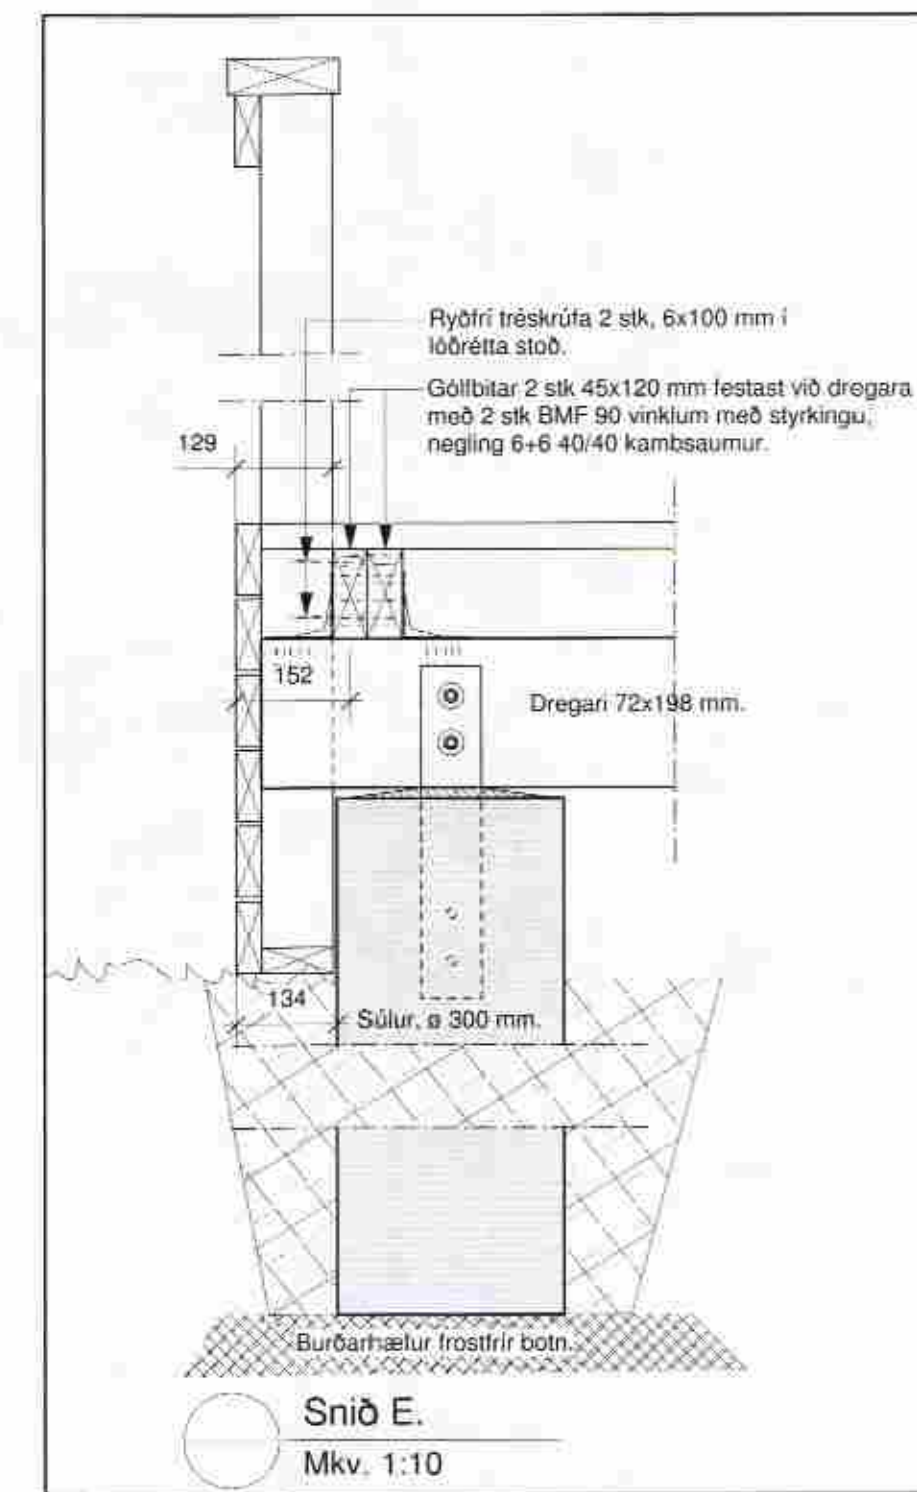 Ryðfrí tréskrúfa 2 stk, 6x100 mm í
lóðrétta stoð.
Gólfbitar 2 stk 45x120 mm festast við dregara
með 2 stk BMF 90 vinklum með styrkingu,
negling 6+6 40/40 kambsaumur.
129
152
Dregari 72x198 mm.
134
Súlur, ø 300 mm.
Burðarhæfur frostfrír botn.
Snið E.
Mkv. 1:10